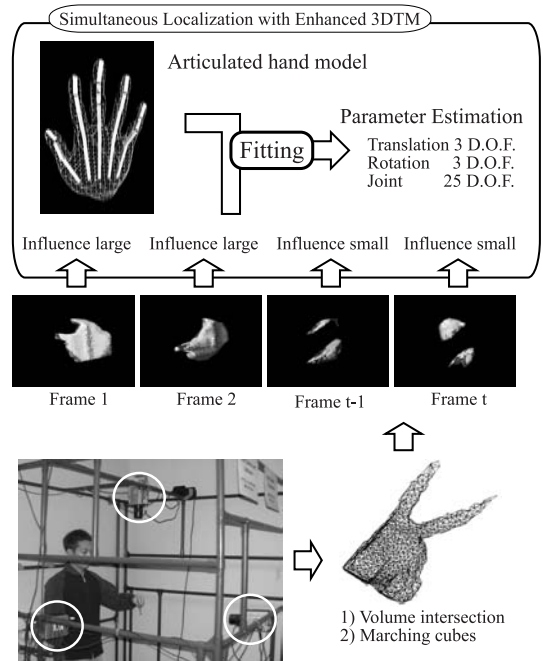 Simultaneous Localization with Enhanced 3DTM
Articulated hand model
Fitting
Parameter Estimation
Translation 3 D.O.F.
Rotation 3 D.O.F.
Joint 25 D.O.F.
Influence large
Influence large
Influence small
Influence small
Frame 1
Frame 2
Frame t-1
Frame t
1) Volume intersection
2) Marching cubes